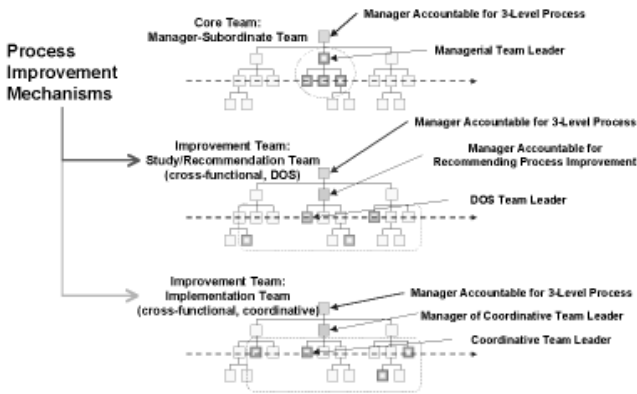 Process
Improvement
Mechanisms
Core Team:
Manager-Subordinate Team
Manager Accountable for 3-Level Process
Managerial Team Leader
Improvement Team:
Study/Recommendation Team
(cross-functional, DOS)
Manager Accountable for 3-Level Process
Manager Accountable for
Recommending Process Improvement
DOS Team Leader
Improvement Team:
Implementation Team
(cross-functional, coordinative)
Manager Accountable for 3-Level Process
Manager of Coordinative Team Leader
Coordinative Team Leader